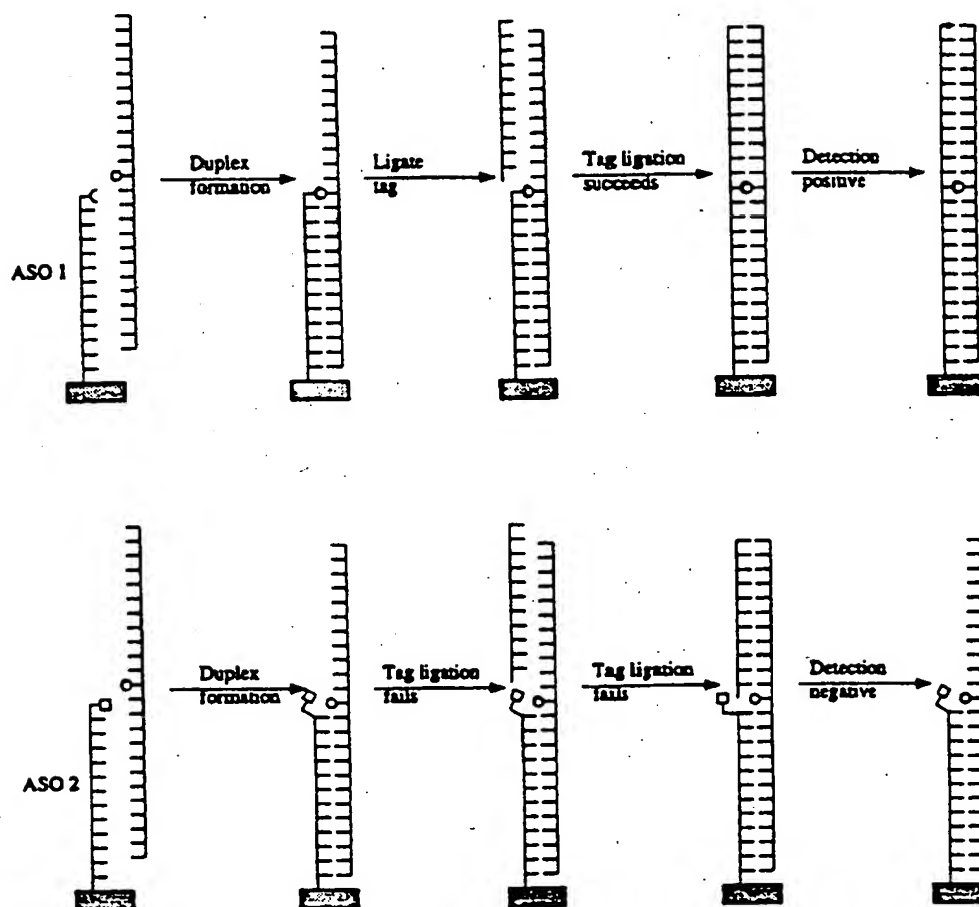 Duplex
formation
Ligate
tag
Tag ligation
succeeds
Detection
positive
ASO 1
Duplex
formation
Tag ligation
fails
Tag ligation
fails
Detection
negative
ASO 2